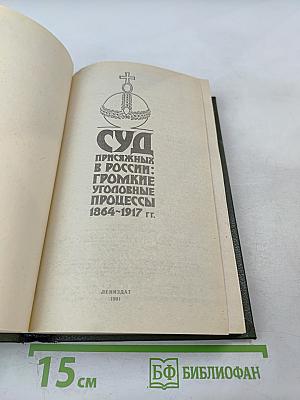 СУД
ПРИСЯЖНЫХ
В РОССИИ:
ГРОМКИЕ
УГОЛОВНЫЕ
ПРОЦЕССЫ
1864–1917 гг.
ЛЕНИЗДАТ
1991
15 см
БФ БИБЛИОФАН